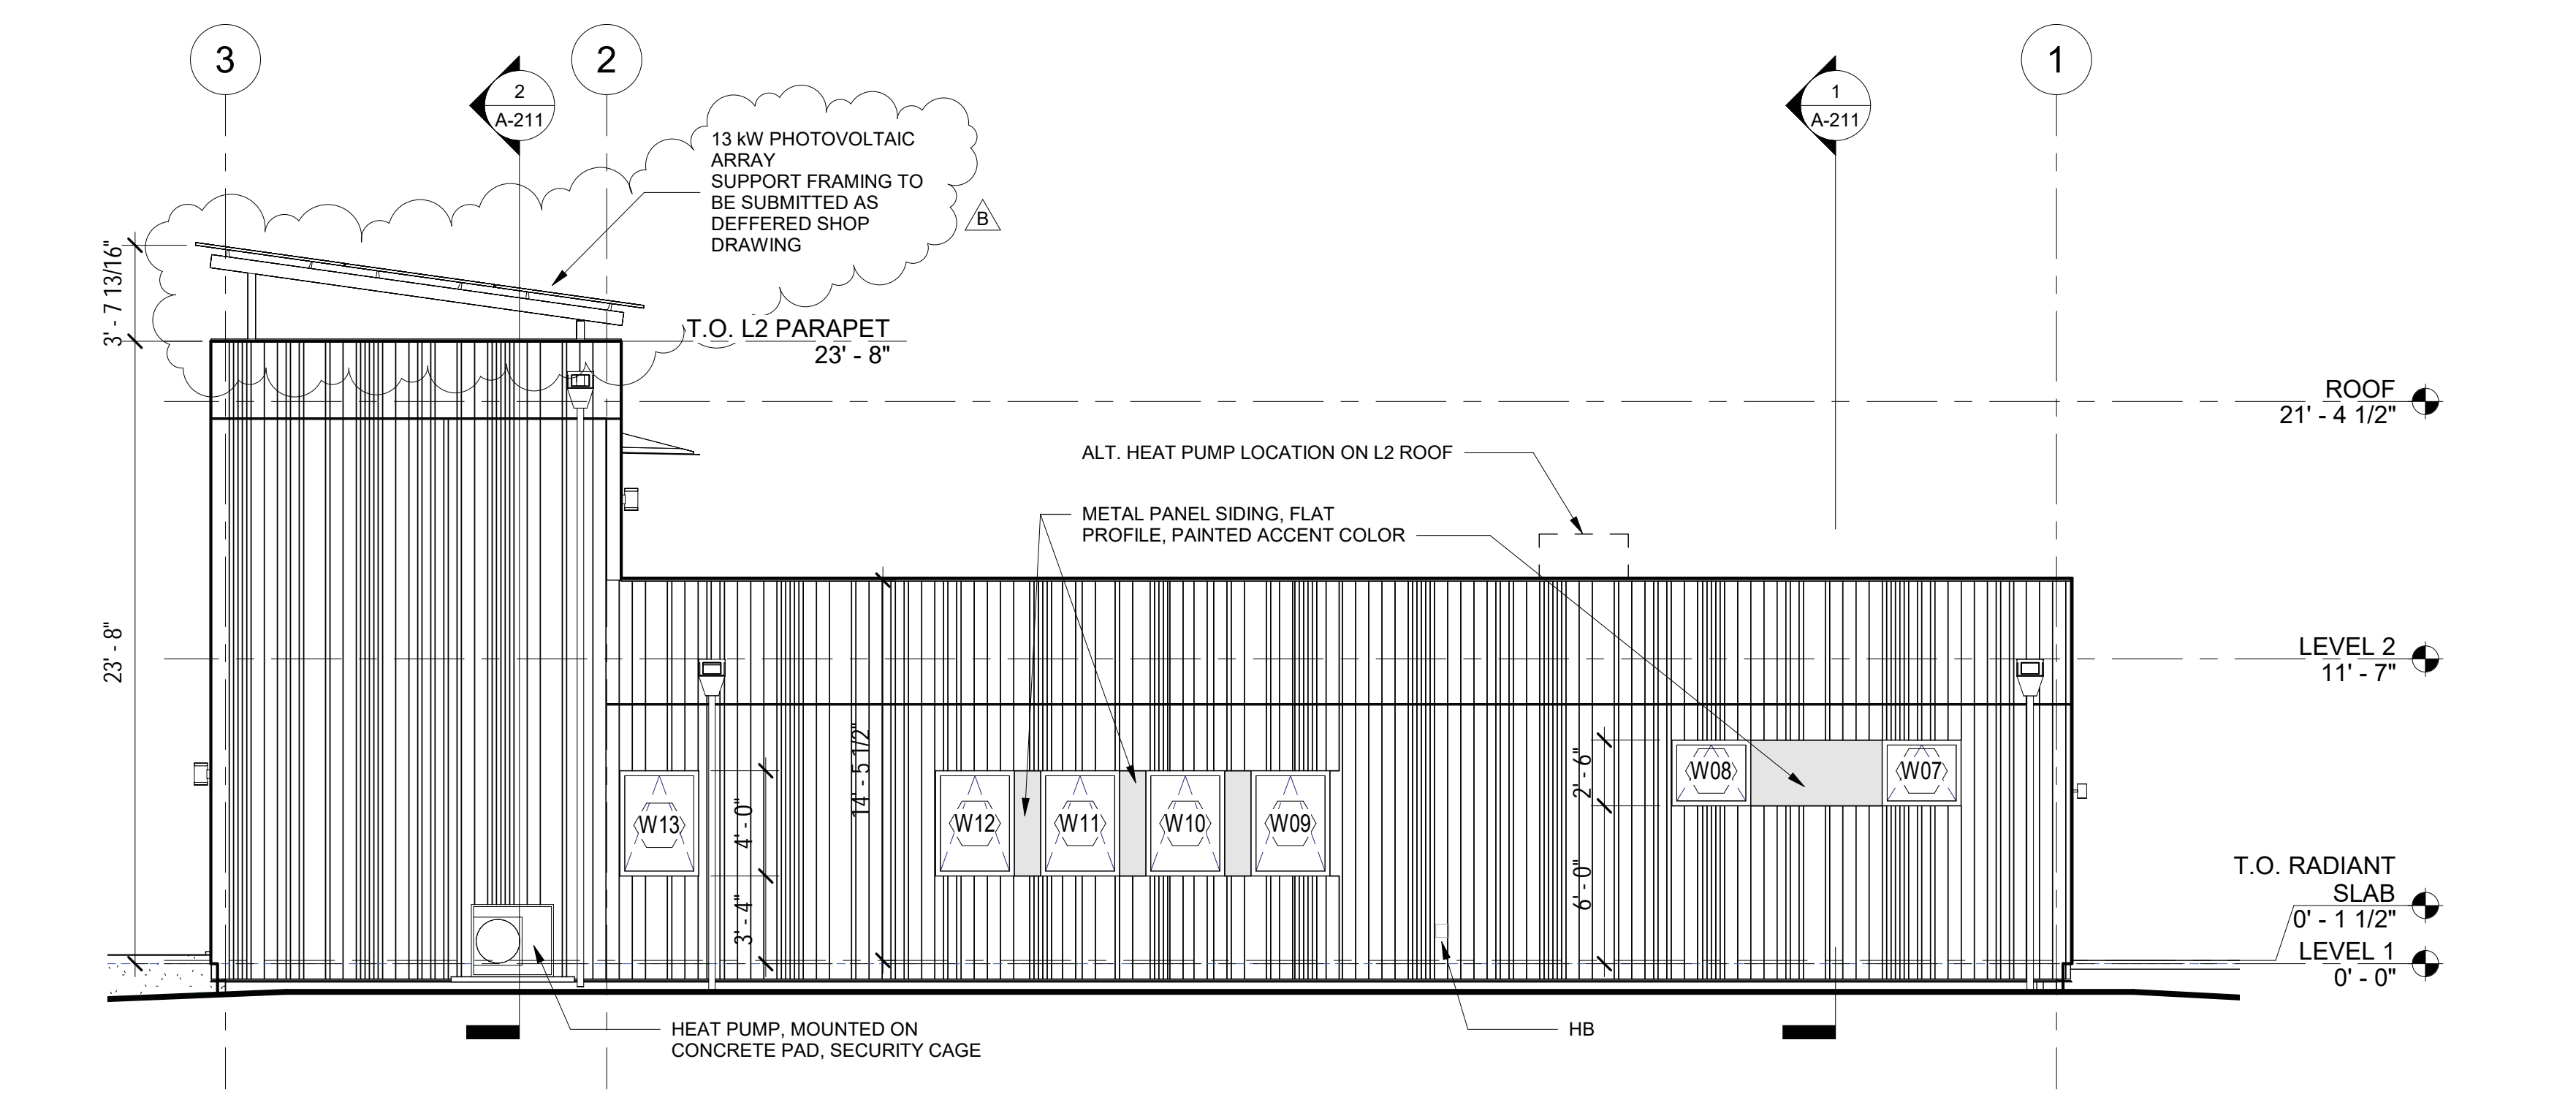 3
2
1
2
A-211
1
A-211
13 kW PHOTOVOLTAIC
ARRAY
SUPPORT FRAMING TO
BE SUBMITTED AS
DEFFERED SHOP
DRAWING
B
3' - 7 13/16"
T.O. L2 PARAPET
23' - 8"
ROOF
21' - 4 1/2"
ALT. HEAT PUMP LOCATION ON L2 ROOF
METAL PANEL SIDING, FLAT
PROFILE, PAINTED ACCENT COLOR
23' - 8"
LEVEL 2
11' - 7"
14' - 5 1/2"
2' - 6"
W08
W07
W13
4' - 0"
W12
W11
W10
W09
3' - 4"
6' - 0"
T.O. RADIANT
SLAB
0' - 1 1/2"
LEVEL 1
0' - 0"
HEAT PUMP, MOUNTED ON
CONCRETE PAD, SECURITY CAGE
HB